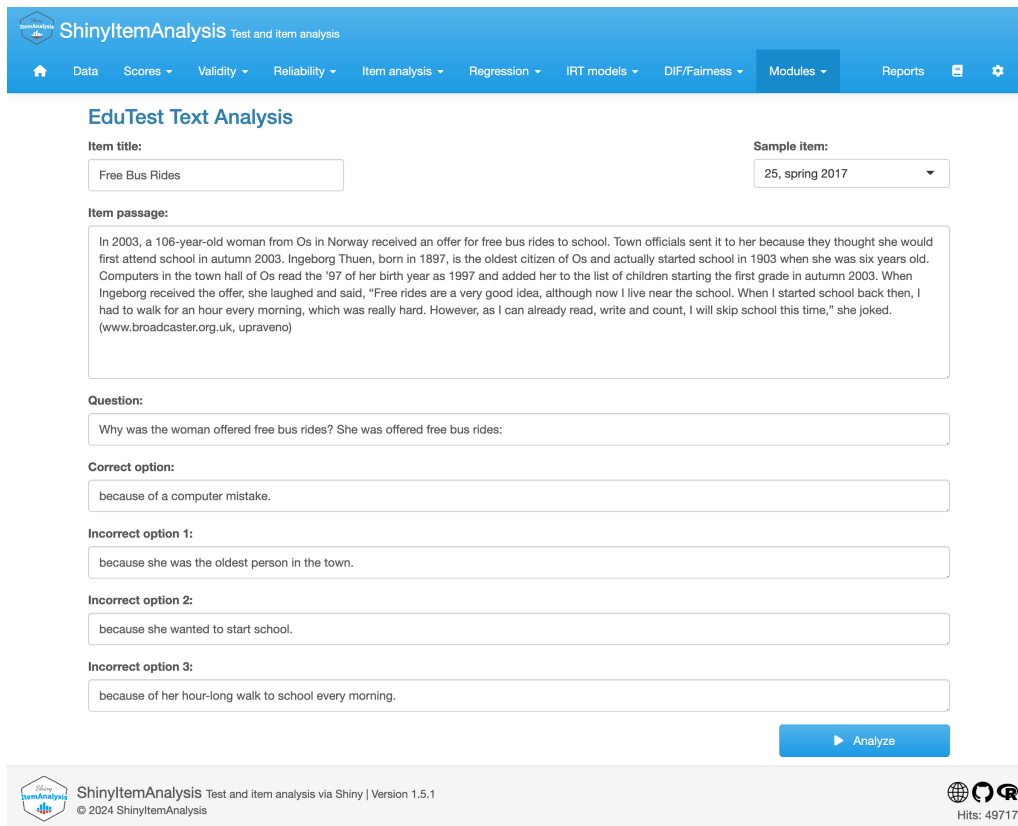 Shiny
ItemAnalysis
ShinyItemAnalysis Test and item analysis
Data Scores Validity Reliability Item analysis Regression IRT models DIF/Fairness Modules Reports
EduTest Text Analysis
Item title:
Free Bus Rides
Sample item:
25, spring 2017
Item passage:
In 2003, a 106-year-old woman from Os in Norway received an offer for free bus rides to school. Town officials sent it to her because they thought she would
first attend school in autumn 2003. Ingeborg Thuen, born in 1897, is the oldest citizen of Os and actually started school in 1903 when she was six years old.
Computers in the town hall of Os read the ’97 of her birth year as 1997 and added her to the list of children starting the first grade in autumn 2003. When
Ingeborg received the offer, she laughed and said, “Free rides are a very good idea, although now I live near the school. When I started school back then, I
had to walk for an hour every morning, which was really hard. However, as I can already read, write and count, I will skip school this time,” she joked.
(www.broadcaster.org.uk, upraveno)
Question:
Why was the woman offered free bus rides? She was offered free bus rides:
Correct option:
because of a computer mistake.
Incorrect option 1:
because she was the oldest person in the town.
Incorrect option 2:
because she wanted to start school.
Incorrect option 3:
because of her hour-long walk to school every morning.
Analyze
Shiny
ItemAnalysis
ShinyItemAnalysis Test and item analysis via Shiny | Version 1.5.1
© 2024 ShinyItemAnalysis
R
Hits: 49717